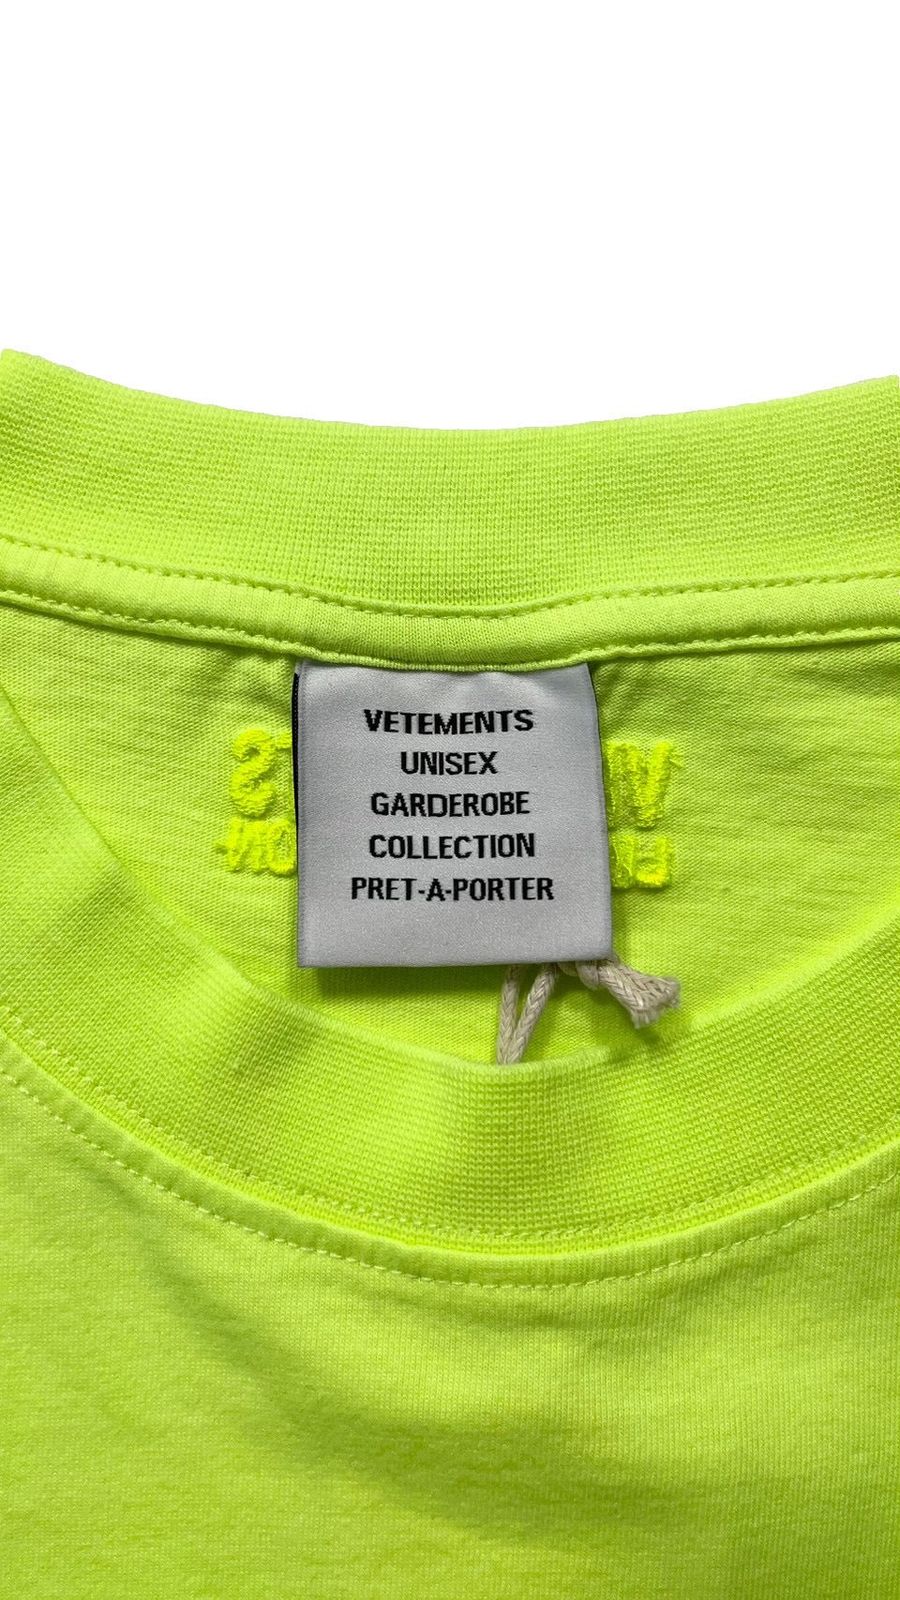 VETEMENTS
UNISEX
GARDEROBE
COLLECTION
PRET-A-PORTER